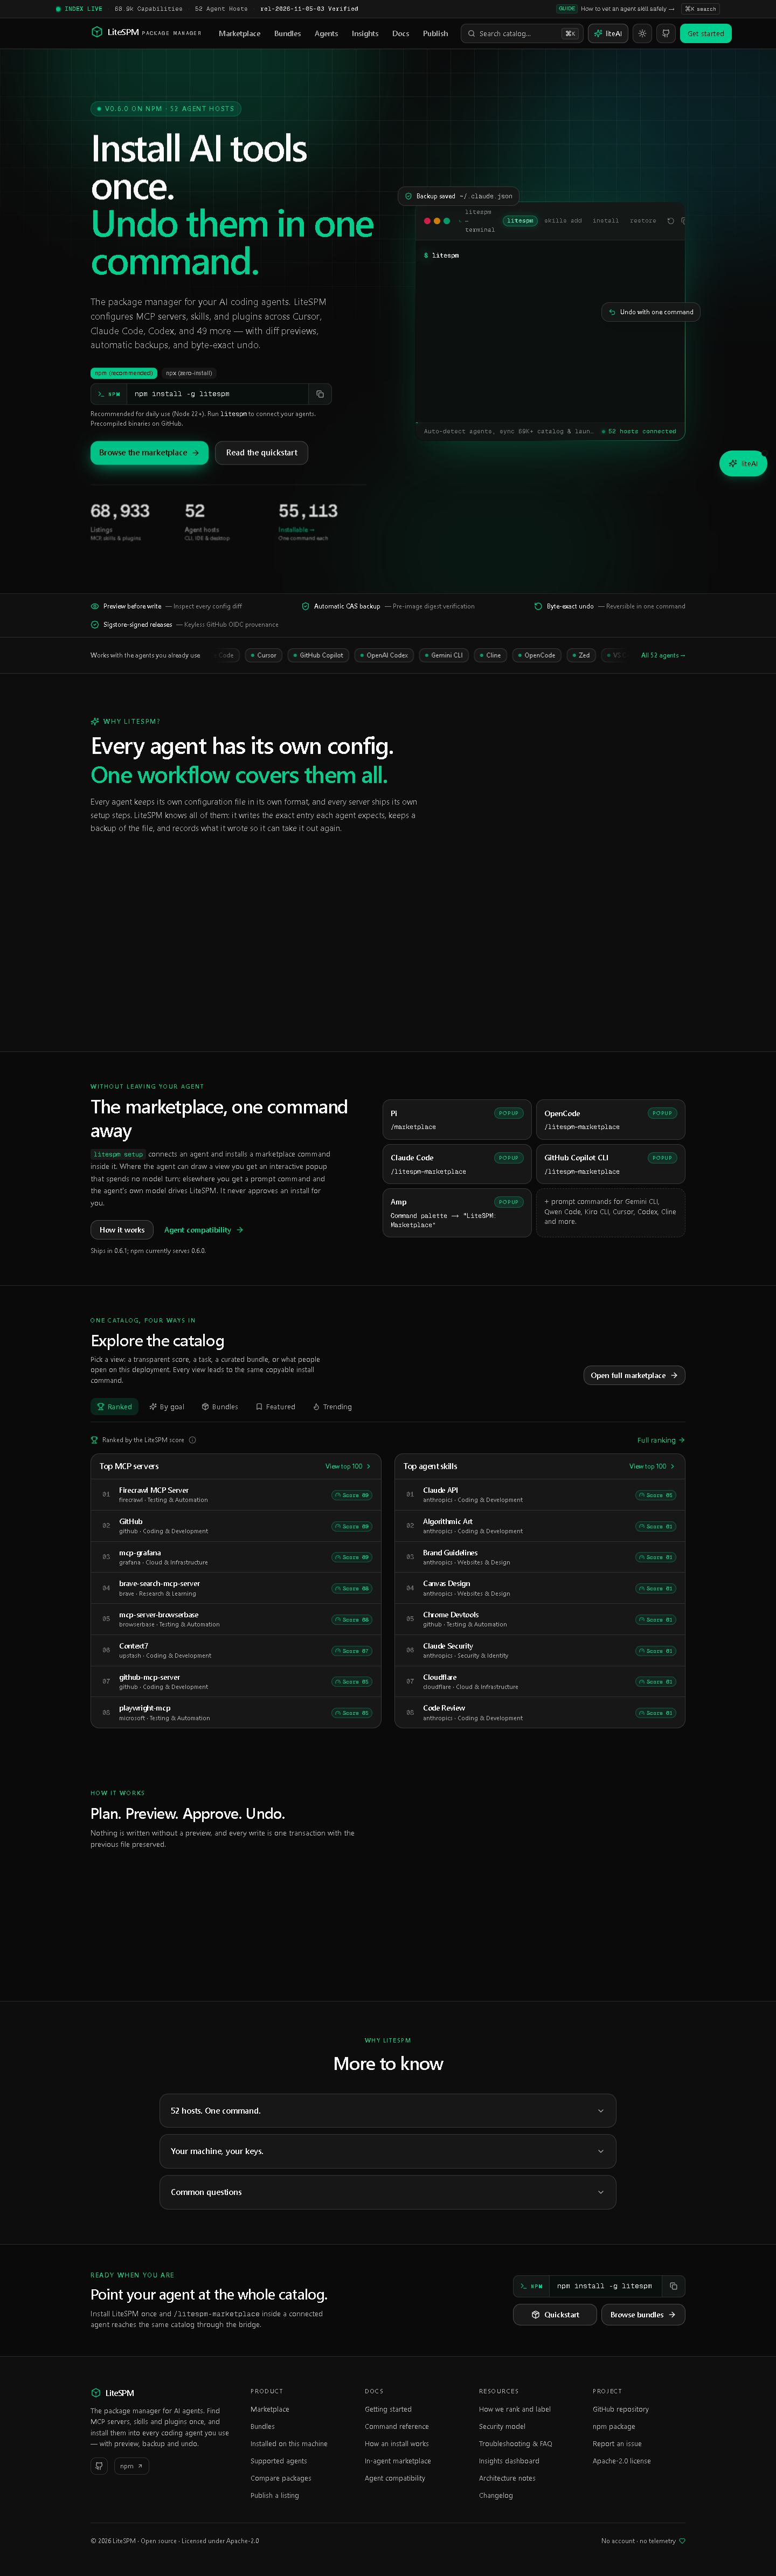 INDEX LIVE 68.9k Capabilities 52 Agent Hosts rel-2026-11-05-03 Verified
GUIDE How to vet an agent skill safely → ⌘K search
LiteSPM PACKAGE MANAGER Marketplace Bundles Agents Insights Docs Publish Search catalog... ⌘K liteAI Get started
V0.6.0 ON NPM · 52 AGENT HOSTS
Install AI tools
once.
Undo them in one
command.
The package manager for your AI coding agents. LiteSPM
configures MCP servers, skills, and plugins across Cursor,
Claude Code, Codex, and 49 more — with diff previews,
automatic backups, and byte-exact undo.
npm (recommended) npx (zero-install)
NPM npm install -g litespm
Recommended for daily use (Node 22+). Run litespm to connect your agents.
Precompiled binaries on GitHub.
Browse the marketplace → Read the quickstart
68,933 52 55,113
Listings Agent hosts Installable →
MCP, skills & plugins CLI, IDE & desktop One command each
Backup saved ~/.claude.json
litespm
—
terminal
litespm skills add install restore
$ litespm
Undo with one command
Auto-detect agents, sync 69K+ catalog & laun… 52 hosts connected
liteAI
Preview before write — Inspect every config diff
Automatic CAS backup — Pre-image digest verification
Byte-exact undo — Reversible in one command
Sigstore-signed releases — Keyless GitHub OIDC provenance
Works with the agents you already use Code Cursor GitHub Copilot OpenAI Codex Gemini CLI Cline OpenCode Zed All 52 agents →
WHY LITESPM?
Every agent has its own config.
One workflow covers them all.
Every agent keeps its own configuration file in its own format, and every server ships its own
setup steps. LiteSPM knows all of them: it writes the exact entry each agent expects, keeps a
backup of the file, and records what it wrote so it can take it out again.
WITHOUT LEAVING YOUR AGENT
The marketplace, one command
away
litespm setup connects an agent and installs a marketplace command
inside it. Where the agent can draw a view you get an interactive popup
that spends no model turn; elsewhere you get a prompt command and
the agent's own model drives LiteSPM. It never approves an install for
you.
How it works Agent compatibility →
Ships in 0.6.1; npm currently serves 0.6.0.
Pi POPUP
/marketplace
OpenCode POPUP
/litespm-marketplace
Claude Code POPUP
/litespm-marketplace
GitHub Copilot CLI POPUP
/litespm-marketplace
Amp POPUP
Command palette → "LiteSPM:
Marketplace"
+ prompt commands for Gemini CLI,
Qwen Code, Kiro CLI, Cursor, Codex, Cline
and more.
ONE CATALOG, FOUR WAYS IN
Explore the catalog
Pick a view: a transparent score, a task, a curated bundle, or what people
open on this deployment. Every view leads to the same copyable install
command.
Open full marketplace →
Ranked By goal Bundles Featured Trending
Ranked by the LiteSPM score Full ranking →
Top MCP servers View top 100
01 Firecrawl MCP Server
firecrawl · Testing & Automation
Score 89
02 GitHub
github · Coding & Development
Score 89
03 mcp-grafana
grafana · Cloud & Infrastructure
Score 89
04 brave-search-mcp-server
brave · Research & Learning
Score 88
05 mcp-server-browserbase
browserbase · Testing & Automation
Score 88
06 Context7
upstash · Coding & Development
Score 87
07 github-mcp-server
github · Coding & Development
Score 85
08 playwright-mcp
microsoft · Testing & Automation
Top agent skills View top 100
01 Claude API
anthropics · Coding & Development
02 Algorithmic Art
anthropics · Coding & Development
Score 81
03 Brand Guidelines
anthropics · Websites & Design
Score 81
04 Canvas Design
anthropics · Websites & Design
Score 81
05 Chrome Devtools
github · Testing & Automation
Score 81
06 Claude Security
anthropics · Security & Identity
Score 81
07 Cloudflare
cloudflare · Cloud & Infrastructure
Score 81
08 Code Review
anthropics · Coding & Development
Score 81
HOW IT WORKS
Plan. Preview. Approve. Undo.
Nothing is written without a preview, and every write is one transaction with the
previous file preserved.
WHY LITESPM
More to know
52 hosts. One command.
Your machine, your keys.
Common questions
READY WHEN YOU ARE
Point your agent at the whole catalog.
Install LiteSPM once and /litespm-marketplace inside a connected
agent reaches the same catalog through the bridge.
NPM npm install -g litespm
Quickstart Browse bundles →
LiteSPM
The package manager for AI agents. Find
MCP servers, skills and plugins once, and
install them into every coding agent you use
— with preview, backup and undo.
npm ↗
PRODUCT
Marketplace
Bundles
Installed on this machine
Supported agents
Compare packages
Publish a listing
DOCS
Getting started
Command reference
How an install works
In-agent marketplace
Agent compatibility
RESOURCES
How we rank and label
Security model
Troubleshooting & FAQ
Insights dashboard
Architecture notes
Changelog
PROJECT
GitHub repository
npm package
Report an issue
Apache-2.0 license
© 2026 LiteSPM · Open source · Licensed under Apache-2.0
No account · no telemetry